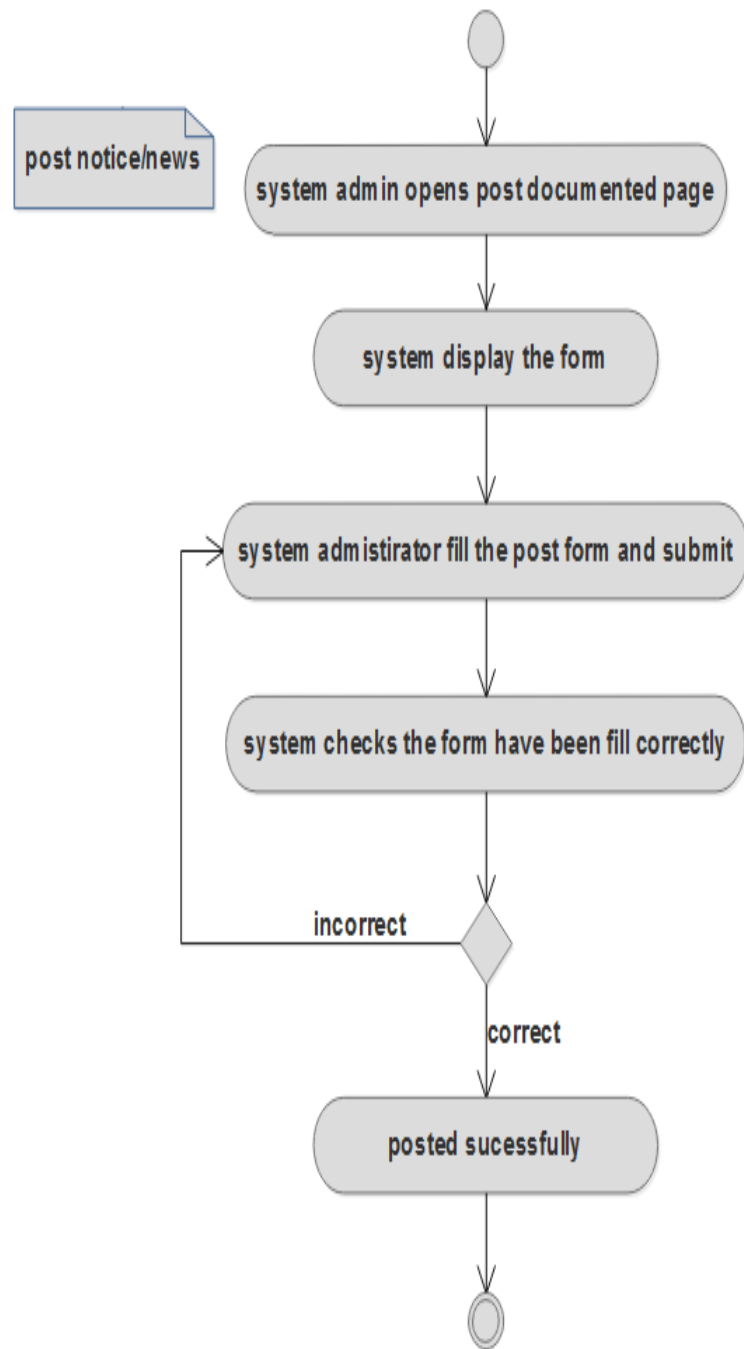 post notice/news
system admin opens post documented page
system display the form
system admistirator fill the post form and submit
system checks the form have been fill correctly
incorrect
correct
posted sucessfully